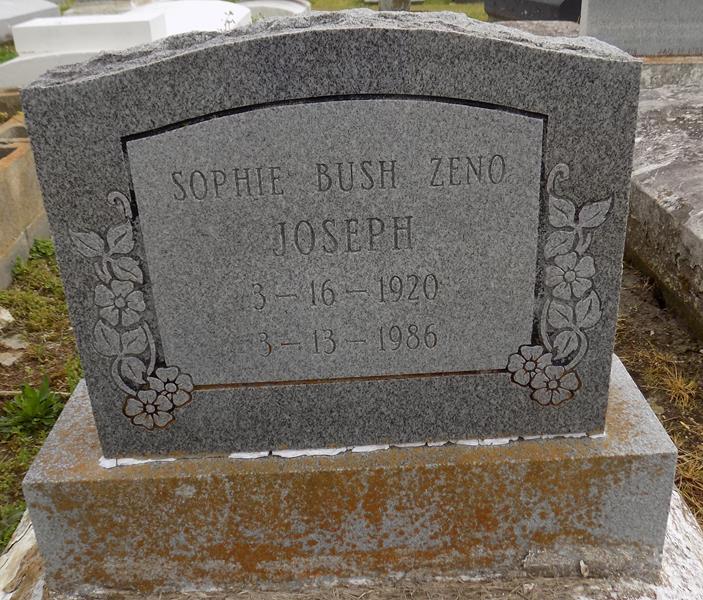 SOPHIE BUSH ZENO
JOSEPH
3-16-1920
3-13-1986